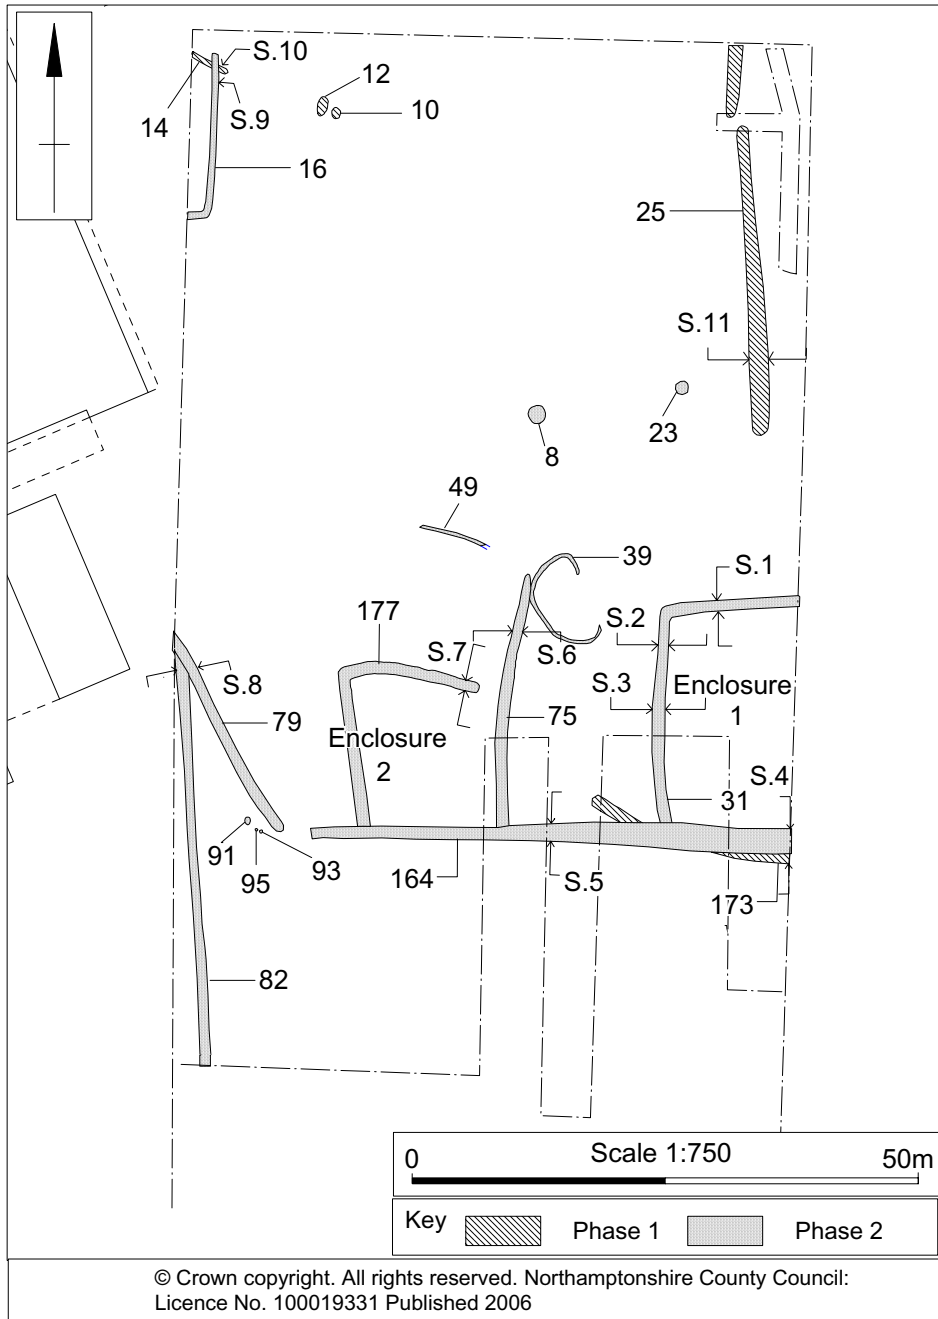 S.10
12
10
14
S.9
16
25
S.11
23
8
49
39
S.1
177
S.2
S.7
S.6
S.8
S.3
Enclosure
1
79
75
Enclosure
2
S.4
31
91
95
93
164
S.5
173
82
Scale 1:750
0
50m
Key
Phase 1
Phase 2
© Crown copyright. All rights reserved. Northamptonshire County Council:
Licence No. 100019331 Published 2006